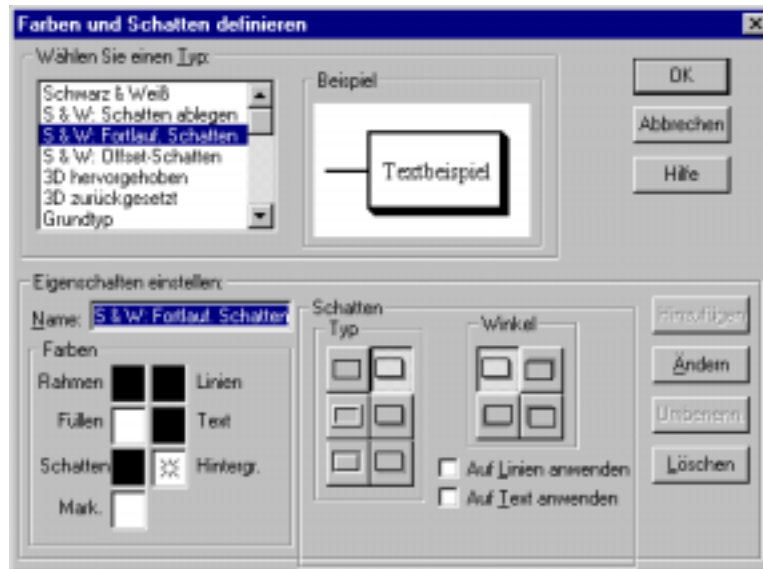 Farben und Schatten definieren
Wählen Sie einen Typ:
Schwarz & Weiß
S & W: Schatten ablegen
S & W: Fortlauf. Schatten
S & W: Offset-Schatten
3D hervorgehoben
3D zurückgesetzt
Grundtyp
Beispiel
Textbeispiel
OK
Abbrechen
Hilfe
Eigenschaften einstellen:
Name: S & W: Fortlauf. Schatten
Farben
Rahmen Linien
Füllen Text
Schatten Hintergr.
Mark.
Schatten
Typ
Winkel
Auf Linien anwenden
Auf Text anwenden
Hinzufügen
Ändern
Umbenenn.
Löschen